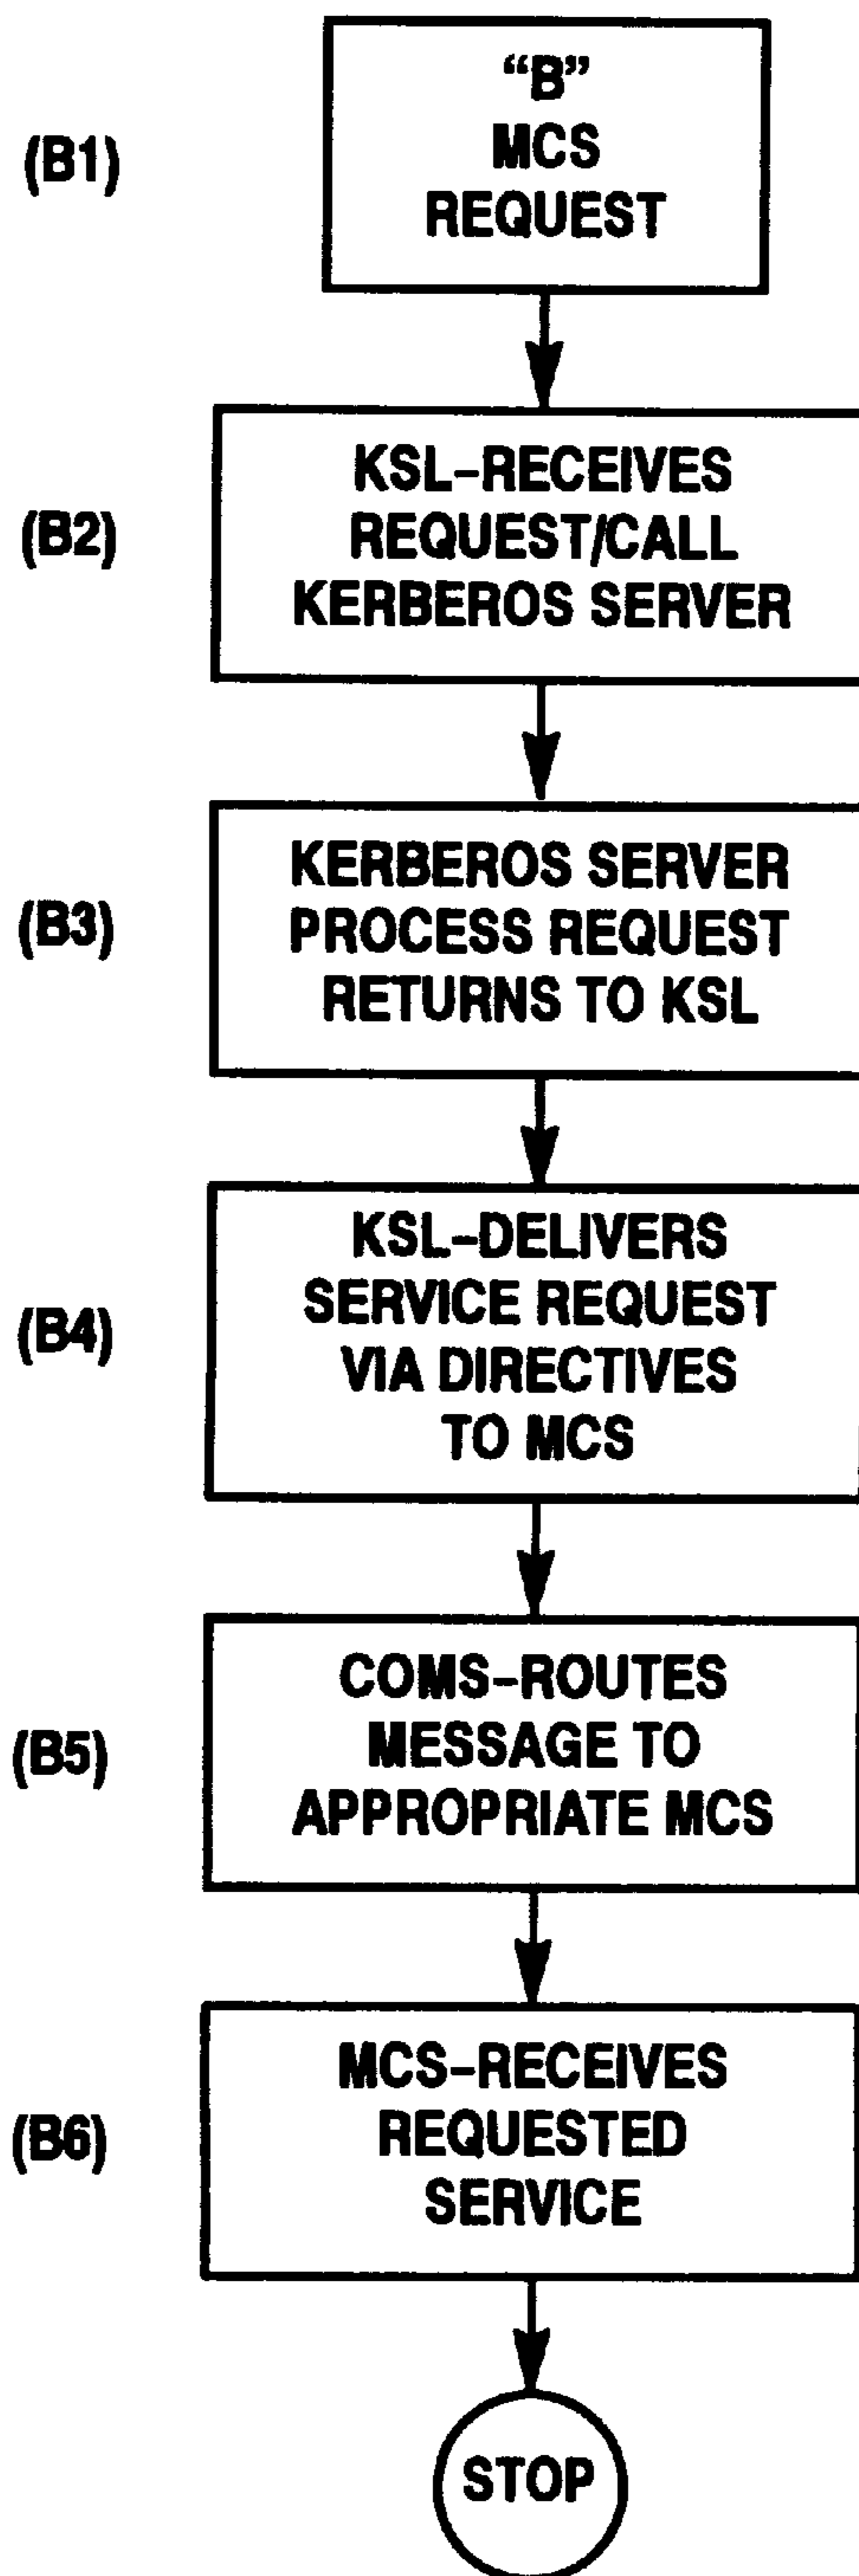 (B1)
“B”
MCS
REQUEST
(B2)
KSL-RECEIVES
REQUEST/CALL
KERBEROS SERVER
(B3)
KERBEROS SERVER
PROCESS REQUEST
RETURNS TO KSL
(B4)
KSL-DELIVERS
SERVICE REQUEST
VIA DIRECTIVES
TO MCS
(B5)
COMS-ROUTES
MESSAGE TO
APPROPRIATE MCS
(B6)
MCS-RECEIVES
REQUESTED
SERVICE
STOP